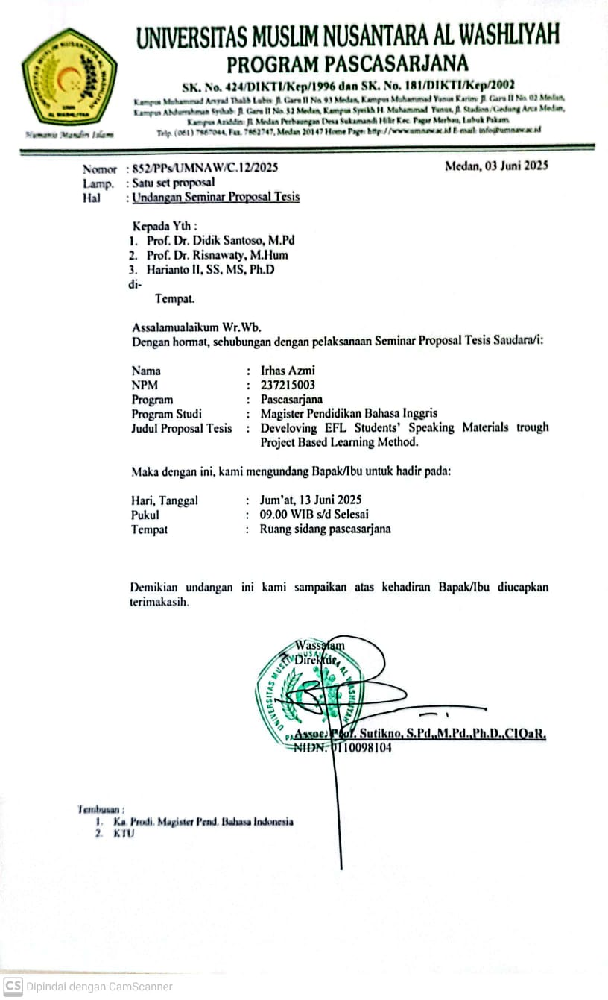 UNIVERSITAS MUSLIM NUSANTARA AL WASHLIYAH
PROGRAM PASCASARJANA
SK. No. 424/DIKTI/Kep/1996 dan SK. No. 181/DIKTI/Kep/2002
Kampus Muhammad Arsyad Thalib Lubis: Jl. Garu II No. 93 Medan, Kampus Muhammad Yunus Karim: Jl. Garu II No. 02 Medan,
Kampus Abdurrahman Syihab: Jl. Garu II No. 52 Medan, Kampus Syeikh H. Muhammad Yunus, Jl. Stadion/Gedung Arca Medan,
Kampus Aziddin: Jl. Medan Perbaungan Desa Sukamandi Hilir Kec. Pagar Merbau, Lubuk Pakam.
Telp. (061) 7867044, Fax. 7862747, Medan 20147 Home Page: http://www.umnaw.ac.id E-mail: info@umnaw.ac.id
UNIVERSITAS MUSLIM NUSANTARA AL WASHLIYAH
UMN
AL WASHLIYAH
Humanis Mandiri Islami
Nomor : 852/PPs/UMNAW/C.12/2025 Medan, 03 Juni 2025
Lamp. : Satu set proposal
Hal : Undangan Seminar Proposal Tesis
Kepada Yth :
1. Prof. Dr. Didik Santoso, M.Pd
2. Prof. Dr. Risnawaty, M.Hum
3. Harianto II, SS, MS, Ph.D
di-
Tempat.
Assalamualaikum Wr.Wb.
Dengan hormat, sehubungan dengan pelaksanaan Seminar Proposal Tesis Saudara/i:
Nama : Irhas Azmi
NPM : 237215003
Program : Pascasarjana
Program Studi : Magister Pendidikan Bahasa Inggris
Judul Proposal Tesis : Develoving EFL Students' Speaking Materials trough
Project Based Learning Method.
Maka dengan ini, kami mengundang Bapak/Ibu untuk hadir pada:
Hari, Tanggal : Jum'at, 13 Juni 2025
Pukul : 09.00 WIB s/d Selesai
Tempat : Ruang sidang pascasarjana
Demikian undangan ini kami sampaikan atas kehadiran Bapak/Ibu diucapkan
terimakasih.
Wassalam
Direktur,
UNIVERSITAS MUSLIM NUSANTARA AL WASHLIYAH
Assoc. Prof. Sutikno, S.Pd.,M.Pd.,Ph.D.,CIQaR.
NIDN. 0110098104
Tembusan :
1. Ka. Prodi. Magister Pend. Bahasa Indonesia
2. KTU
CS Dipindai dengan CamScanner